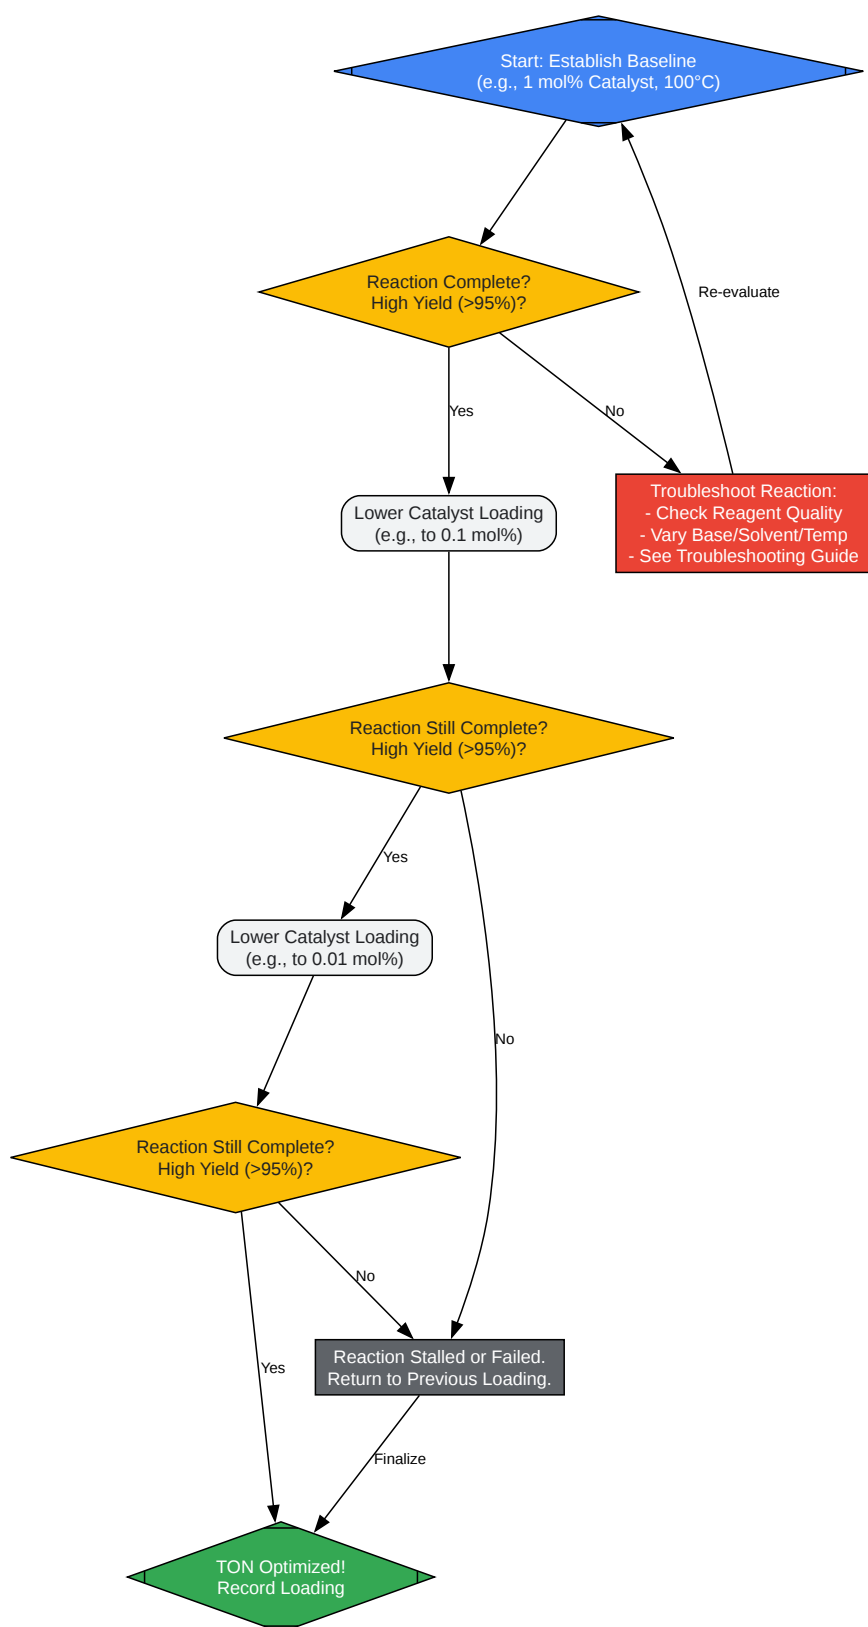 Start: Establish Baseline
(e.g., 1 mol% Catalyst, 100°C)
Reaction Complete?
High Yield (>95%)?
Re-evaluate
Yes
No
Troubleshoot Reaction:
- Check Reagent Quality
- Vary Base/Solvent/Temp
- See Troubleshooting Guide
Lower Catalyst Loading
(e.g., to 0.1 mol%)
Reaction Still Complete?
High Yield (>95%)?
Yes
Lower Catalyst Loading
(e.g., to 0.01 mol%)
No
Reaction Still Complete?
High Yield (>95%)?
No
Yes
Reaction Stalled or Failed.
Return to Previous Loading.
Finalize
TON Optimized!
Record Loading